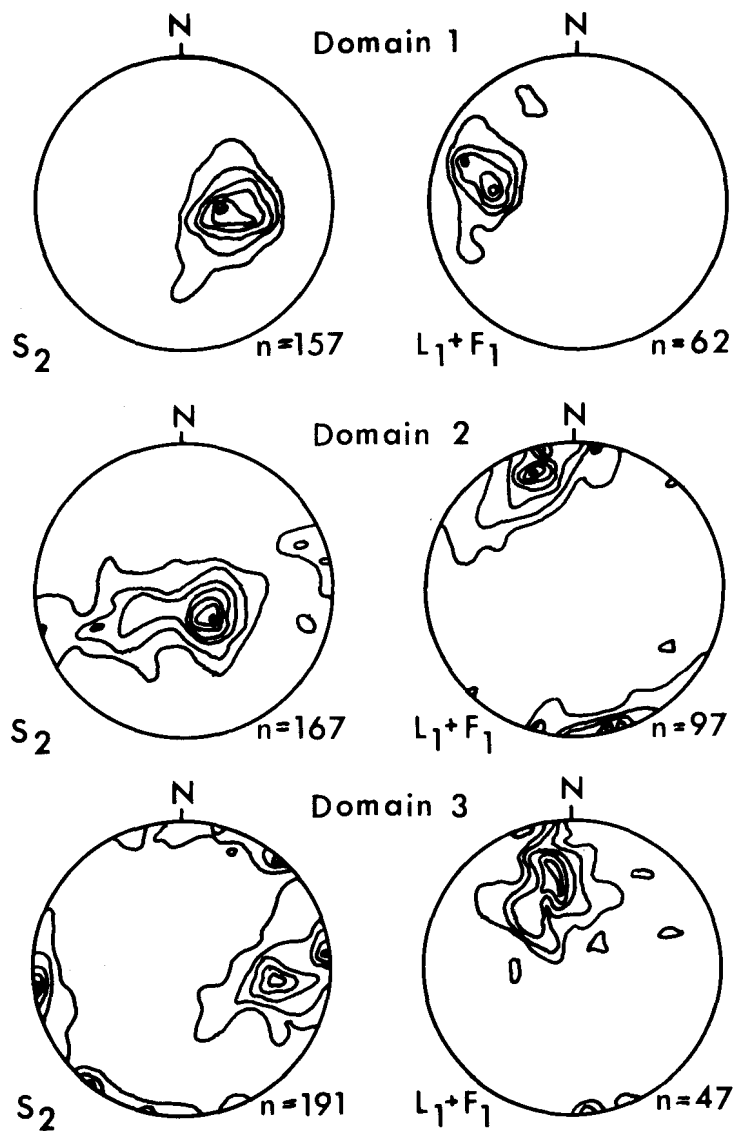 Domain 1
N N
S2 n=157 L1+F1 n=62
Domain 2
N N
S2 n=167 L1+F1 n=97
Domain 3
N N
S2 n=191 L1+F1 n=47